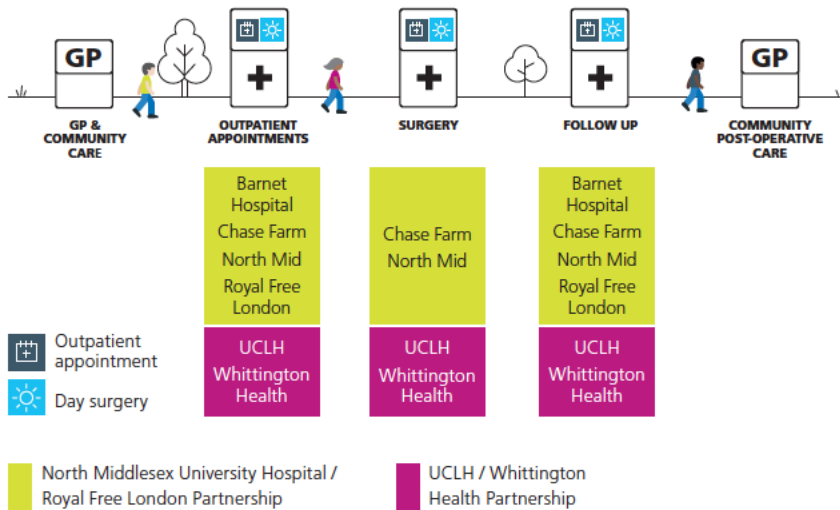 GP
GP
GP &
COMMUNITY
CARE
OUTPATIENT
APPOINTMENTS
SURGERY
FOLLOW UP
COMMUNITY
POST-OPERATIVE
CARE
Barnet
Hospital
Chase Farm
North Mid
Royal Free
London
Chase Farm
North Mid
Barnet
Hospital
Chase Farm
North Mid
Royal Free
London
UCLH
Whittington
Health
UCLH
Whittington
Health
UCLH
Whittington
Health
Outpatient
appointment
Day surgery
North Middlesex University Hospital /
Royal Free London Partnership
UCLH / Whittington
Health Partnership